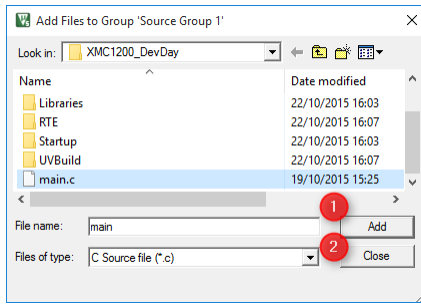 Add Files to Group 'Source Group 1'
Look in: XMC1200_DevDay
Name Date modified
Libraries 22/10/2015 16:03
RTE 22/10/2015 16:07
Startup 22/10/2015 16:03
UVBuild 22/10/2015 16:07
main.c 19/10/2015 15:25
1
File name: main Add
2
Files of type: C Source file (*.c) Close